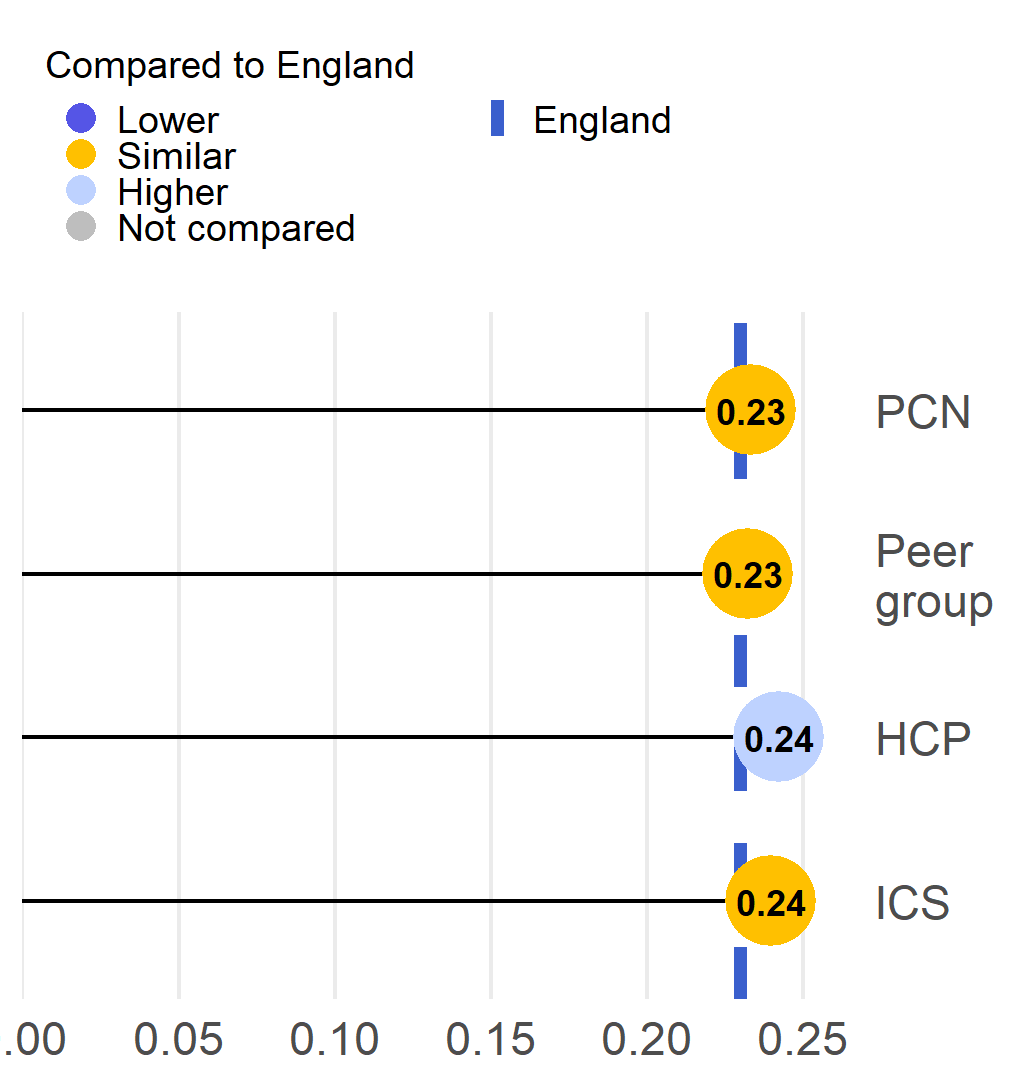 Compared to England
Lower
England
Similar
Higher
Not compared
0.23
PCN
0.23
Peer
group
0.24
HCP
0.24
ICS
.00 0.05 0.10 0.15 0.20 0.25